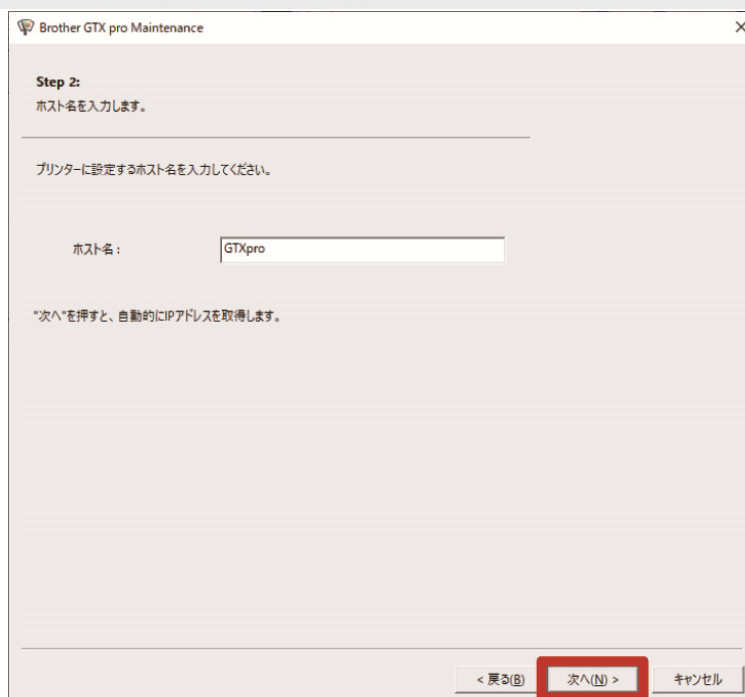 Brother GTX pro Maintenance
Step 2:
ホスト名を入力します。
プリンターに設定するホスト名を入力してください。
ホスト名 : GTXpro
"次へ"を押すと、自動的にIPアドレスを取得します。
< 戻る(B) 次へ(N) > キャンセル